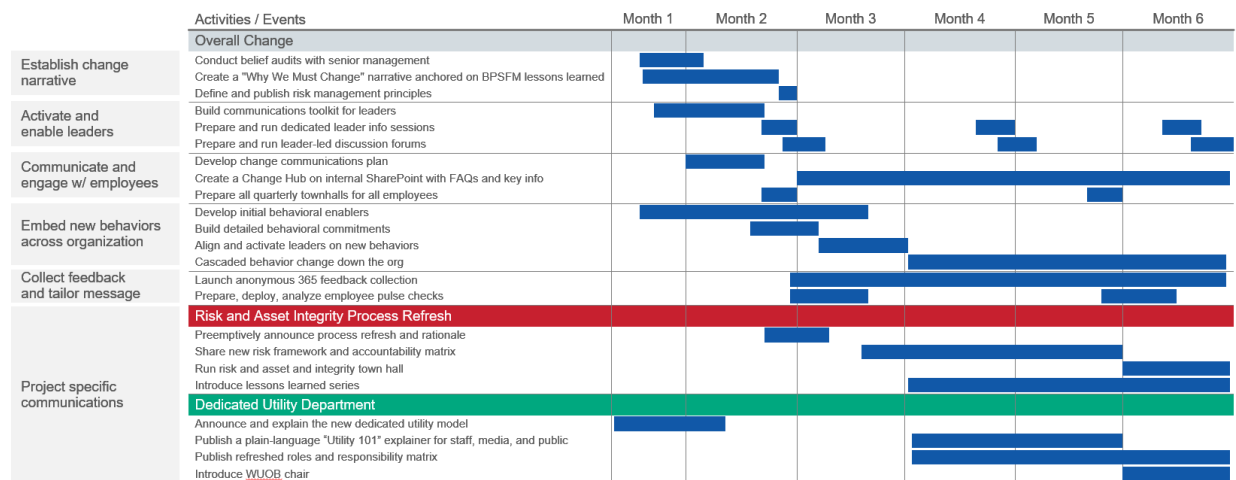 Activities / Events Month 1 Month 2 Month 3 Month 4 Month 5 Month 6
Overall Change
Establish change
narrative
Conduct belief audits with senior management
Create a "Why We Must Change" narrative anchored on BPSFM lessons learned
Define and publish risk management principles
Activate and
enable leaders
Build communications toolkit for leaders
Prepare and run dedicated leader info sessions
Prepare and run leader-led discussion forums
Communicate and
engage w/ employees
Develop change communications plan
Create a Change Hub on internal SharePoint with FAQs and key info
Prepare all quarterly townhalls for all employees
Embed new behaviors
across organization
Develop initial behavioral enablers
Build detailed behavioral commitments
Align and activate leaders on new behaviors
Cascaded behavior change down the org
Collect feedback
and tailor message
Launch anonymous 365 feedback collection
Prepare, deploy, analyze employee pulse checks
Project specific
communications
Risk and Asset Integrity Process Refresh
Preemptively announce process refresh and rationale
Share new risk framework and accountability matrix
Run risk and asset and integrity town hall
Introduce lessons learned series
Dedicated Utility Department
Announce and explain the new dedicated utility model
Publish a plain-language "Utility 101" explainer for staff, media, and public
Publish refreshed roles and responsibility matrix
Introduce WUOB chair